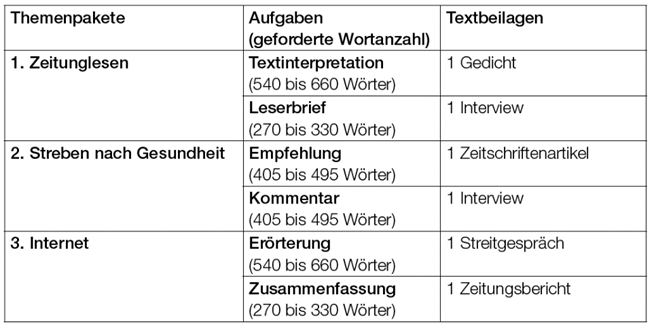 Themenpakete Aufgaben Textbeilagen
(geforderte Wortanzahl)
1. Zeitunglesen Textinterpretation 1 Gedicht
(540 bis 660 Wörter)
Leserbrief 1 Interview
(270 bis 330 Wörter)
2. Streben nach Gesundheit Empfehlung 1 Zeitschriftenartikel
(405 bis 495 Wörter)
Kommentar 1 Interview
(405 bis 495 Wörter)
3. Internet Erörterung 1 Streitgespräch
(540 bis 660 Wörter)
Zusammenfassung 1 Zeitungsbericht
(270 bis 330 Wörter)